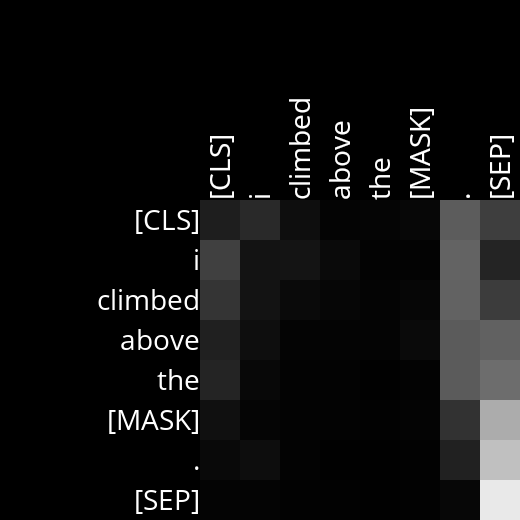 [CLS]
i
climbed
above
the
[MASK]
.
[SEP]
[CLS]
i
climbed
above
the
[MASK]
.
[SEP]